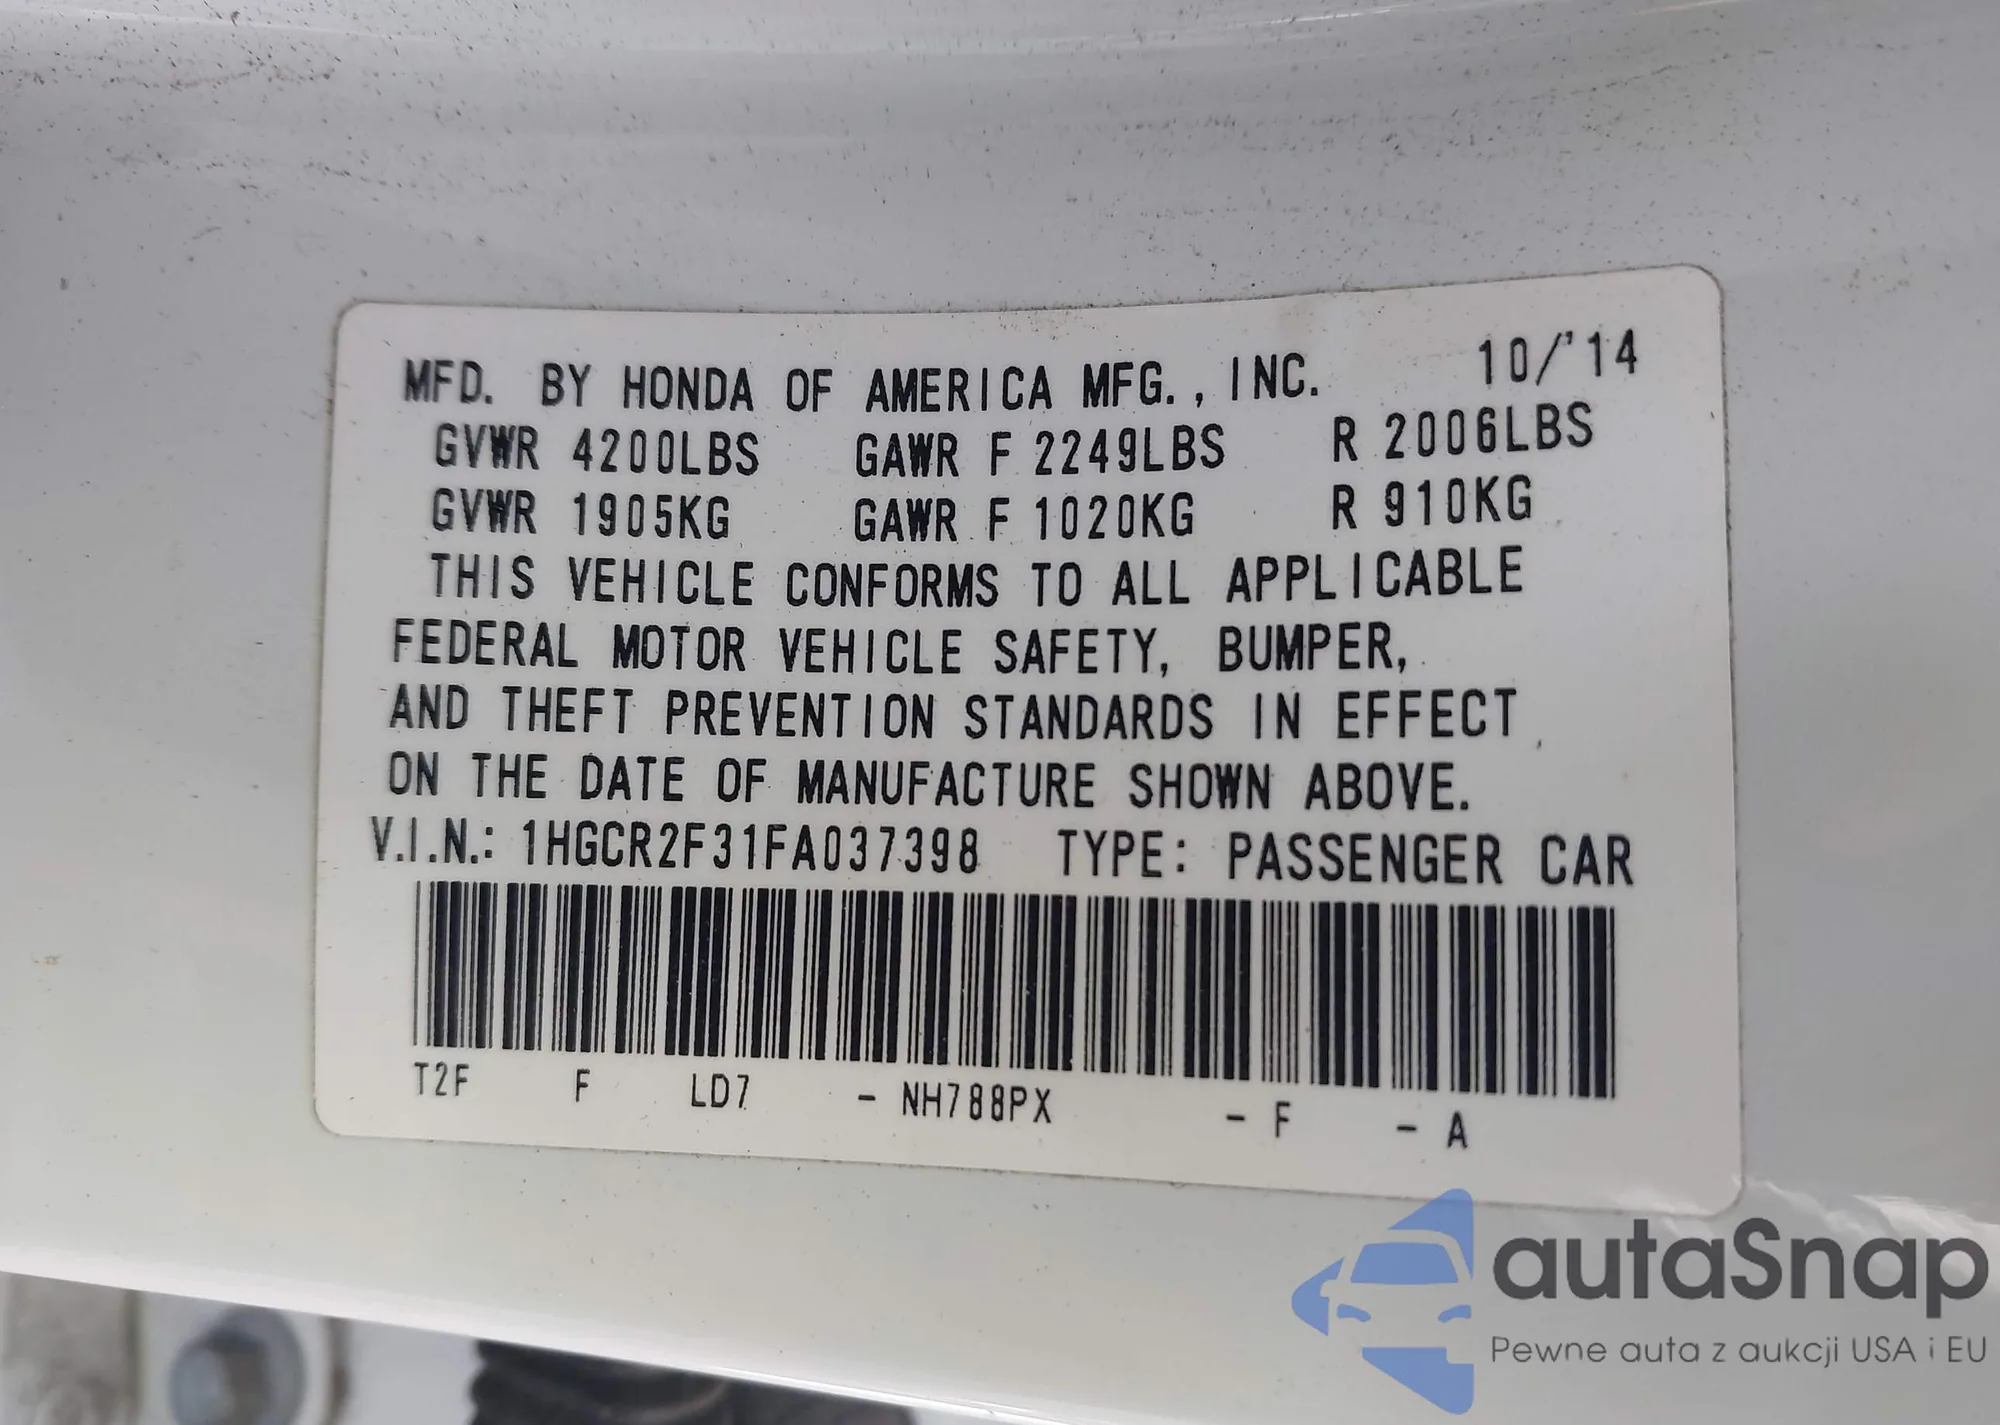 MFD. BY HONDA OF AMERICA MFG., INC. 10/'14
GVWR 4200LBS GAWR F 2249LBS R 2006LBS
GVWR 1905KG GAWR F 1020KG R 910KG
THIS VEHICLE CONFORMS TO ALL APPLICABLE
FEDERAL MOTOR VEHICLE SAFETY, BUMPER,
AND THEFT PREVENTION STANDARDS IN EFFECT
ON THE DATE OF MANUFACTURE SHOWN ABOVE.
V.I.N.: 1HGCR2F31FA037398 TYPE: PASSENGER CAR
T2F F LD7 - NH788PX - F - A
autaSnap
Pewne auta z aukcji USA i EU